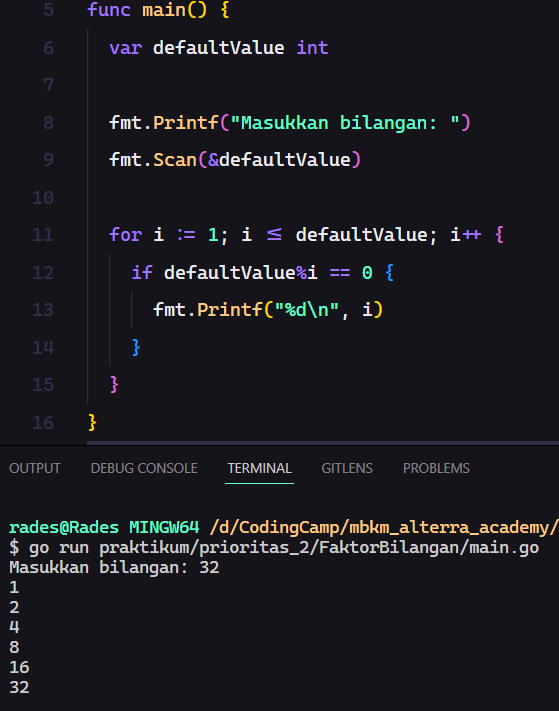 5 func main() {
6 var defaultValue int
7
8 fmt.Printf("Masukkan bilangan: ")
9 fmt.Scan(&defaultValue)
10
11 for i := 1; i <= defaultValue; i++ {
12 if defaultValue%i == 0 {
13 fmt.Printf("%d\n", i)
14 }
15 }
16 }
OUTPUT DEBUG CONSOLE TERMINAL GITLENS PROBLEMS
rades@Rades MINGW64 /d/CodingCamp/mbkm_alterra_academy/
$ go run praktikum/prioritas_2/FaktorBilangan/main.go
Masukkan bilangan: 32
1
2
4
8
16
32